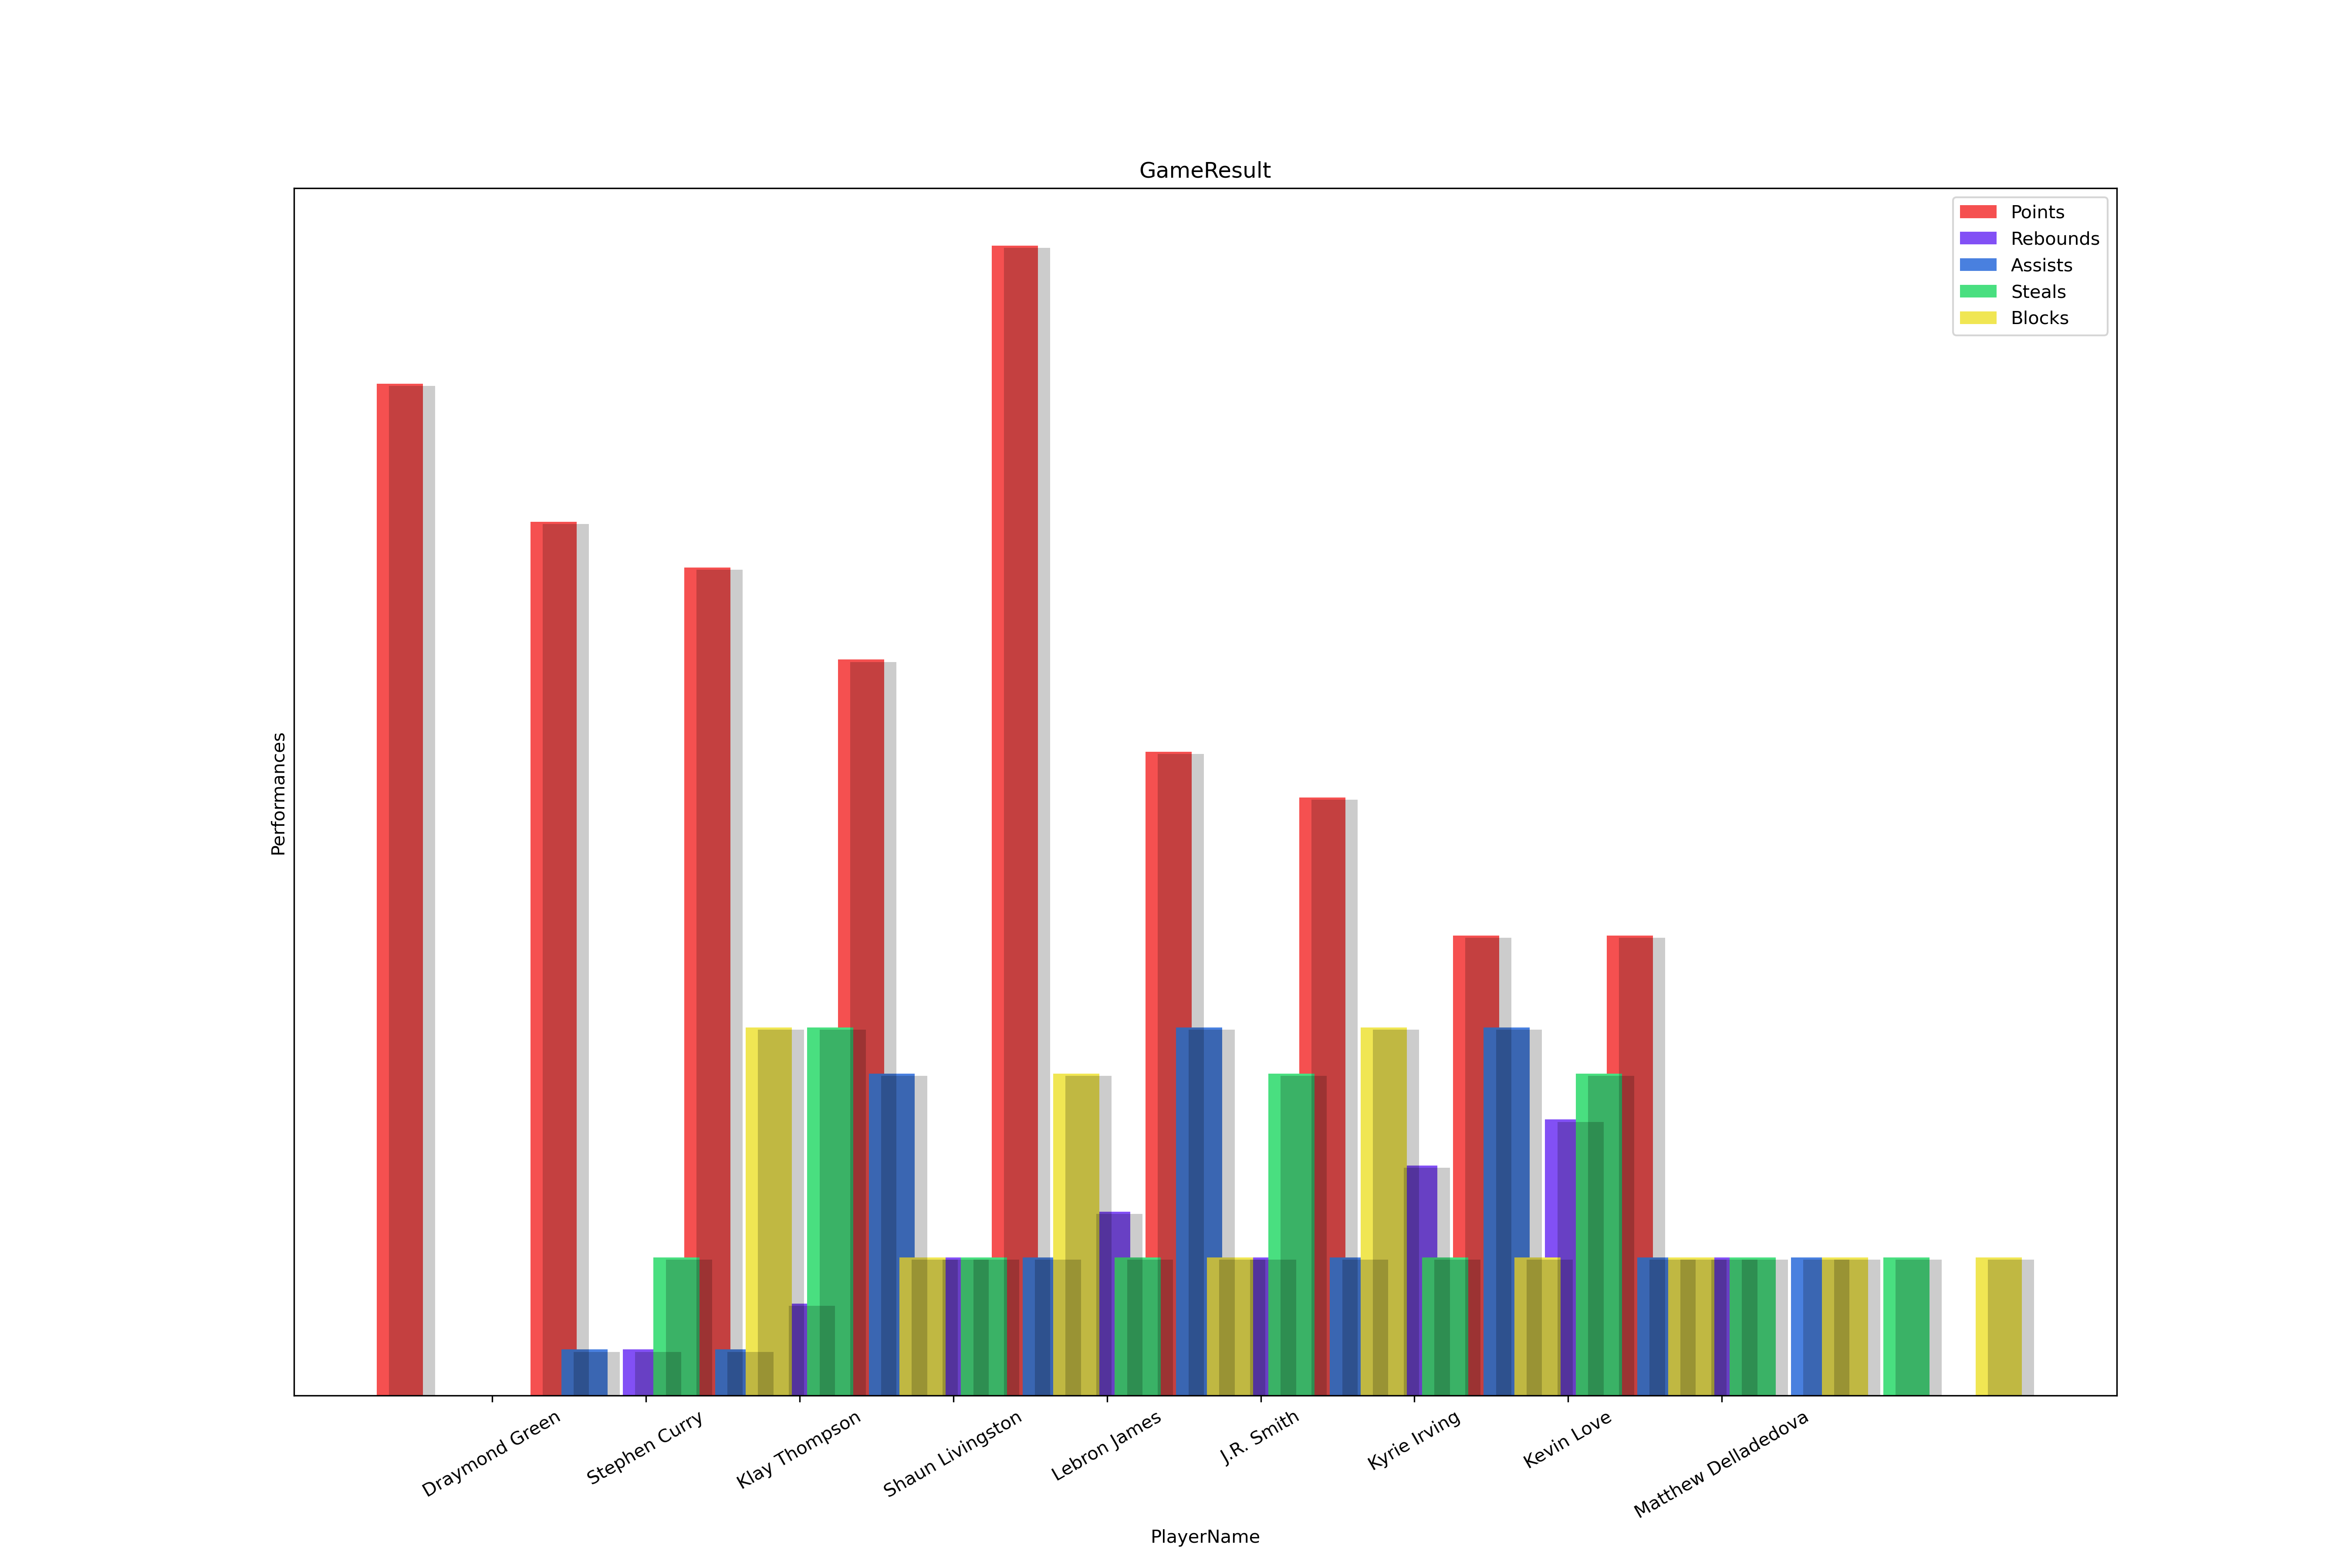 GameResult
Points
Rebounds
Assists
Steals
Blocks
Performances
Draymond Green
Stephen Curry
Klay Thompson
Shaun Livingston
Lebron James
J.R. Smith
Kyrie Irving
Kevin Love
Matthew Delladedova
PlayerName